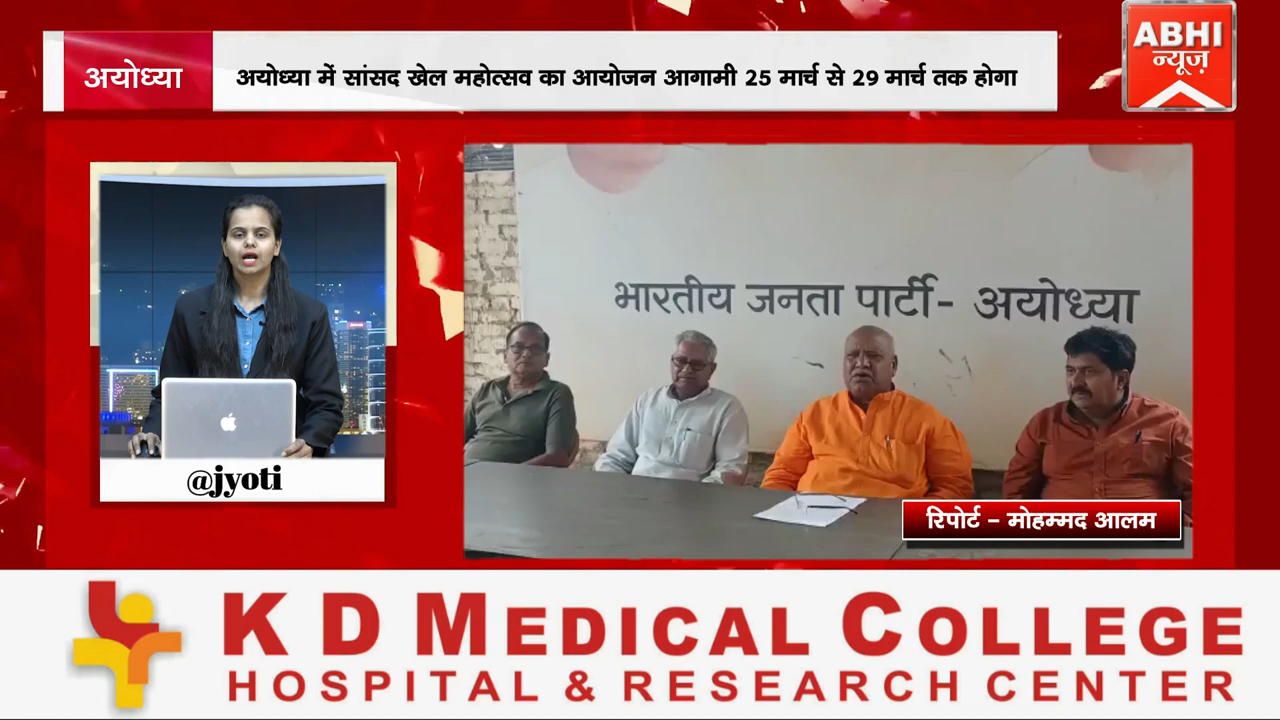 ABHI
न्यूज़
अयोध्या
अयोध्या में सांसद खेल महोत्सव का आयोजन आगामी 25 मार्च से 29 मार्च तक होगा
भारतीय जनता पार्टी- अयोध्या
@jyoti
रिपोर्ट - मोहम्मद आलम
K D MEDICAL COLLEGE
HOSPITAL & RESEARCH CENTER